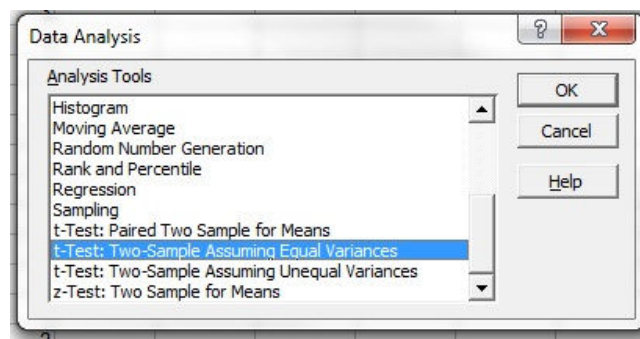 Data Analysis
Analysis Tools
Histogram
Moving Average
Random Number Generation
Rank and Percentile
Regression
Sampling
t-Test: Paired Two Sample for Means
t-Test: Two-Sample Assuming Equal Variances
t-Test: Two-Sample Assuming Unequal Variances
z-Test: Two Sample for Means
OK
Cancel
Help